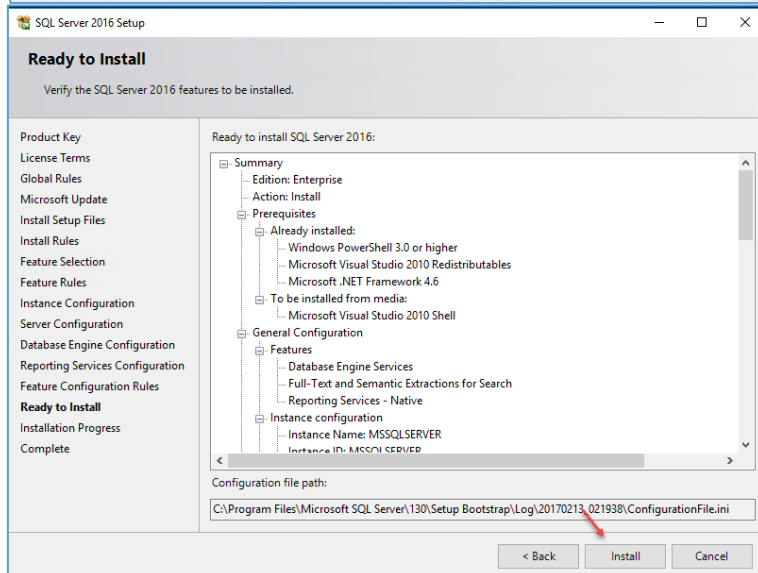 SQL Server 2016 Setup
Ready to Install
Verify the SQL Server 2016 features to be installed.
Product Key
License Terms
Global Rules
Microsoft Update
Install Setup Files
Install Rules
Feature Selection
Feature Rules
Instance Configuration
Server Configuration
Database Engine Configuration
Reporting Services Configuration
Feature Configuration Rules
Ready to Install
Installation Progress
Complete
Ready to install SQL Server 2016:
Summary
Edition: Enterprise
Action: Install
Prerequisites
Already installed:
Windows PowerShell 3.0 or higher
Microsoft Visual Studio 2010 Redistributables
Microsoft .NET Framework 4.6
To be installed from media:
Microsoft Visual Studio 2010 Shell
General Configuration
Features
Database Engine Services
Full-Text and Semantic Extractions for Search
Reporting Services - Native
Instance configuration
Instance Name: MSSQLSERVER
Instance ID: MSSQLSERVER
Configuration file path:
C:\Program Files\Microsoft SQL Server\130\Setup Bootstrap\Log\20170213_021938\ConfigurationFile.ini
< Back
Install
Cancel